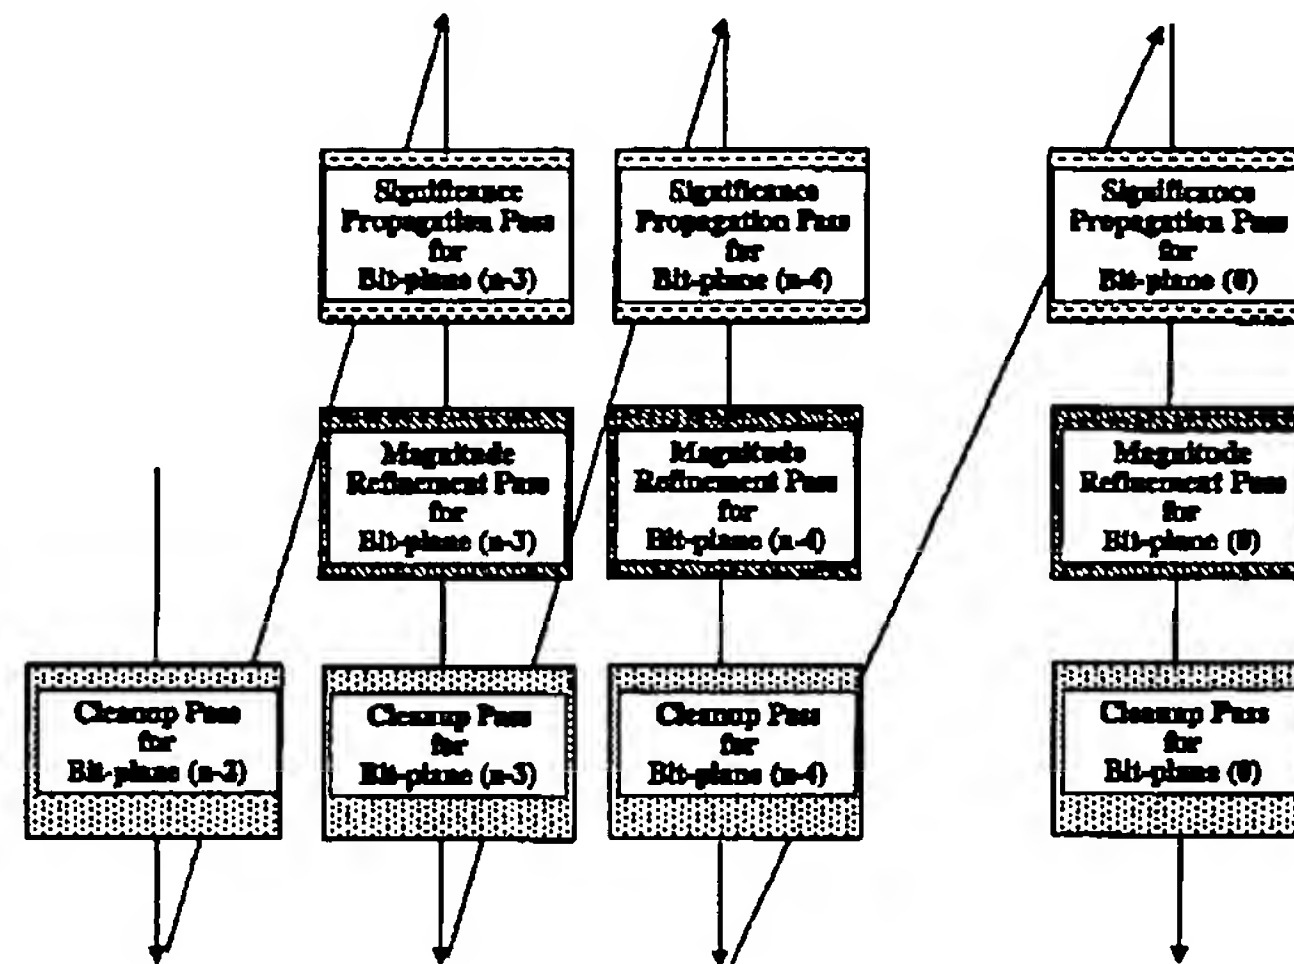 Significance
Propagation Pass
for
Bit-plane (n-3)
Significance
Propagation Pass
for
Bit-plane (n-4)
Significance
Propagation Pass
for
Bit-plane (0)
Magnitude
Refinement Pass
for
Bit-plane (n-3)
Magnitude
Refinement Pass
for
Bit-plane (n-4)
Magnitude
Refinement Pass
for
Bit-plane (0)
Cleanup Pass
for
Bit-plane (n-2)
Cleanup Pass
for
Bit-plane (n-3)
Cleanup Pass
for
Bit-plane (n-4)
Cleanup Pass
for
Bit-plane (0)